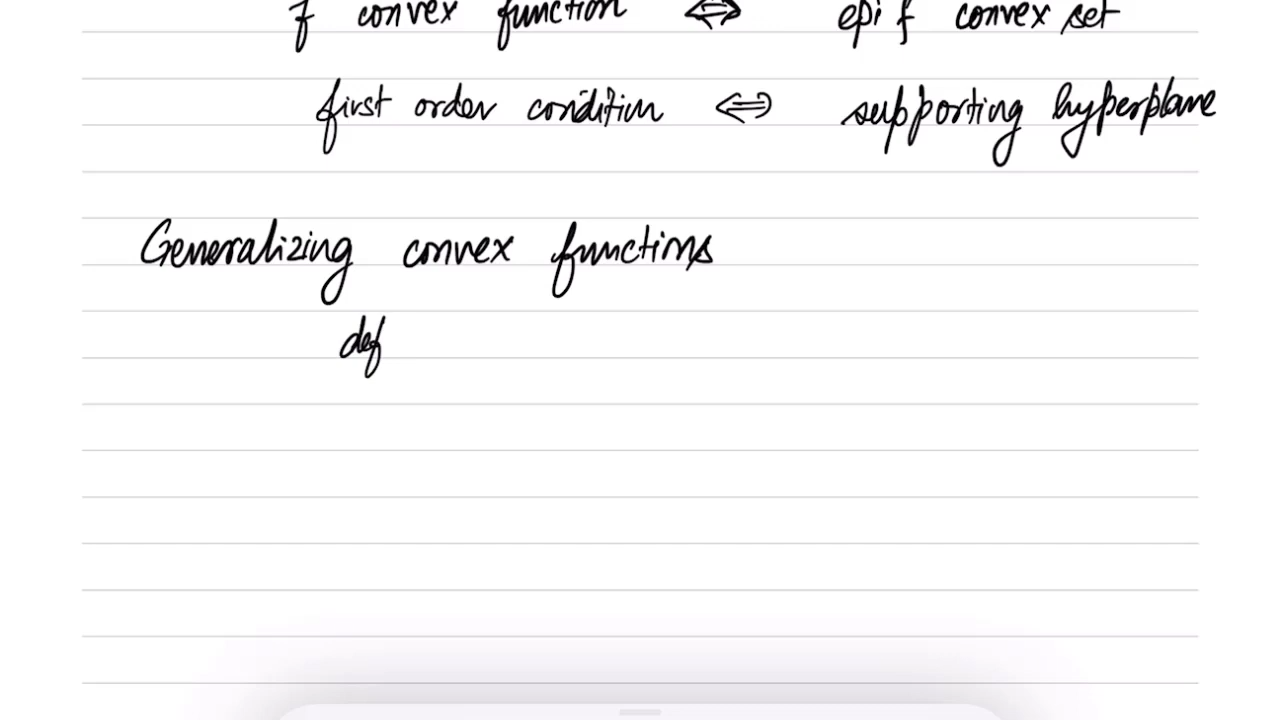 f convex function ⇔ epi f convex set
first order condition ⇔ supporting hyperplane
Generalizing convex functions
def